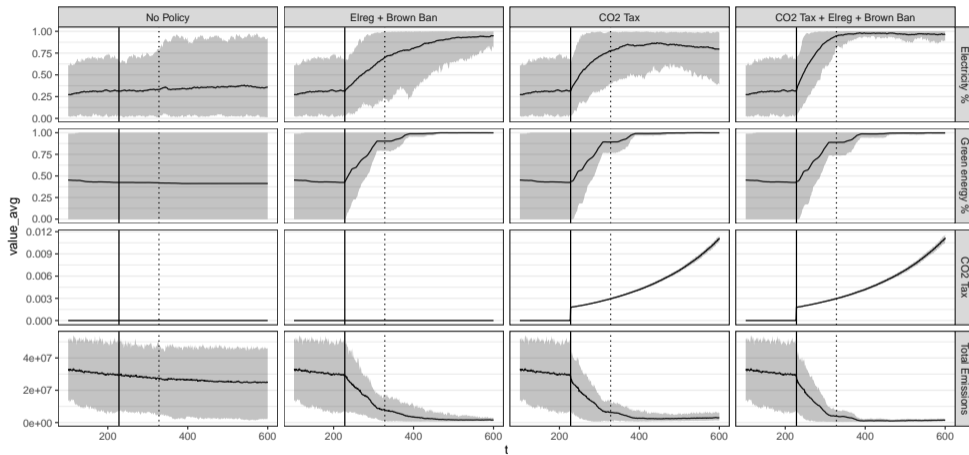 No Policy
Elreg + Brown Ban
CO2 Tax
CO2 Tax + Elreg + Brown Ban
1.00
0.75
0.50
0.25
0.00
Electricity %
1.00
0.75
0.50
0.25
0.00
Green energy %
value_avg
0.012
0.009
0.006
0.003
0.000
CO2 Tax
4e+07
2e+07
0e+00
Total Emissions
200 400 600
200 400 600
200 400 600
200 400 600
t